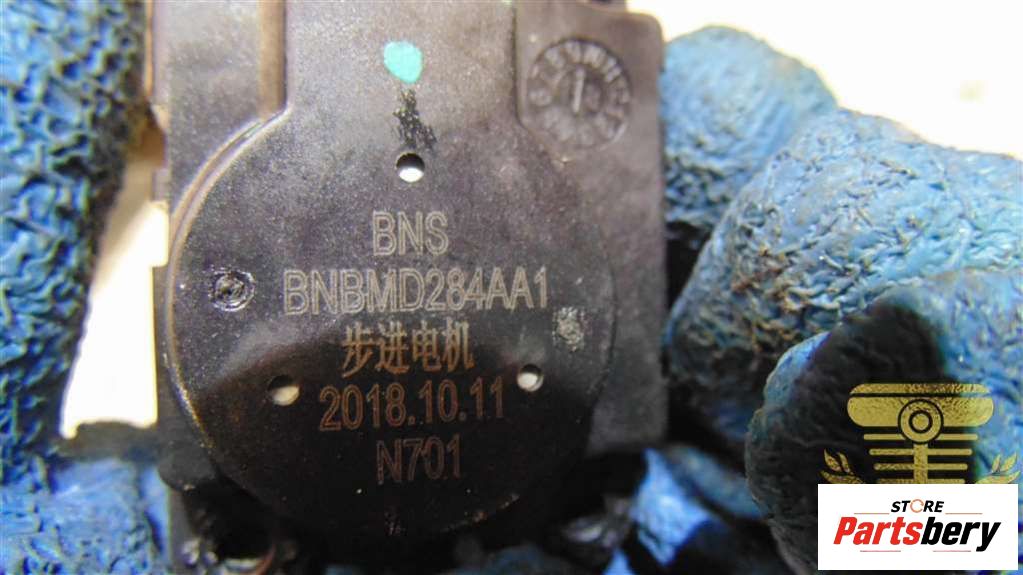 BNS
BNBMD284AA1
步进电机
2018.10.11
N701
STORE
Partsbery